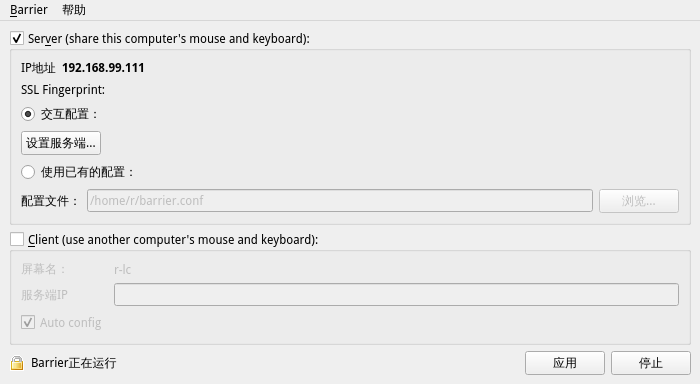 Barrier 帮助
Server (share this computer's mouse and keyboard):
IP地址 192.168.99.111
SSL Fingerprint:
交互配置：
设置服务端...
使用已有的配置：
配置文件： /home/r/barrier.conf 浏览...
Client (use another computer's mouse and keyboard):
屏幕名： r-lc
服务端IP
Auto config
Barrier正在运行 应用 停止